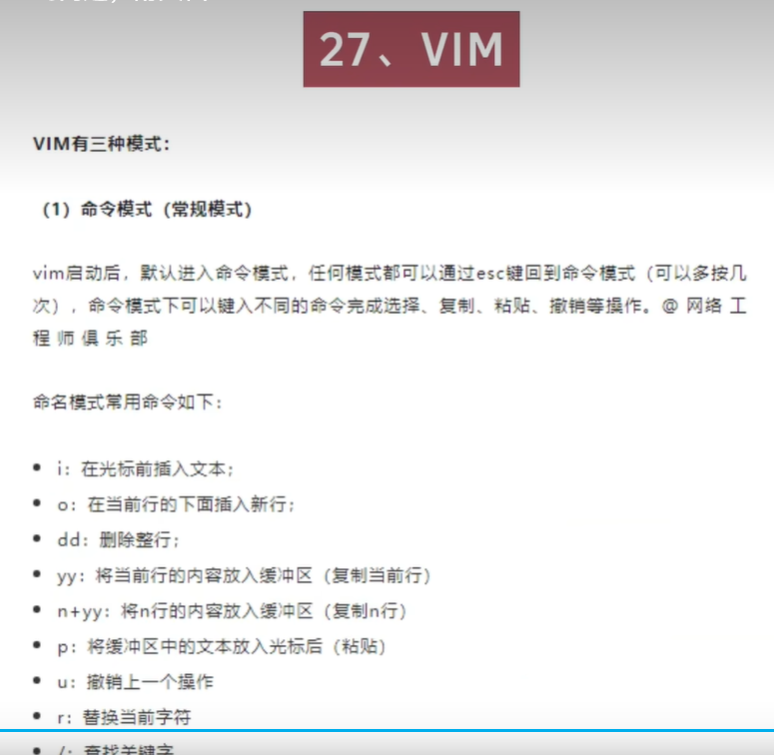 27、VIM
VIM有三种模式：
（1）命令模式（常规模式）
vim启动后，默认进入命令模式，任何模式都可以通过esc键回到命令模式（可以多按几
次），命令模式下可以键入不同的命令完成选择、复制、粘贴、撤销等操作。@ 网络 工
程 师 俱 乐 部
命名模式常用命令如下：
i：在光标前插入文本；
o：在当前行的下面插入新行；
dd：删除整行；
yy：将当前行的内容放入缓冲区（复制当前行）
n+yy：将n行的内容放入缓冲区（复制n行）
p：将缓冲区中的文本放入光标后（粘贴）
u：撤销上一个操作
r：替换当前字符
/：查找关键字